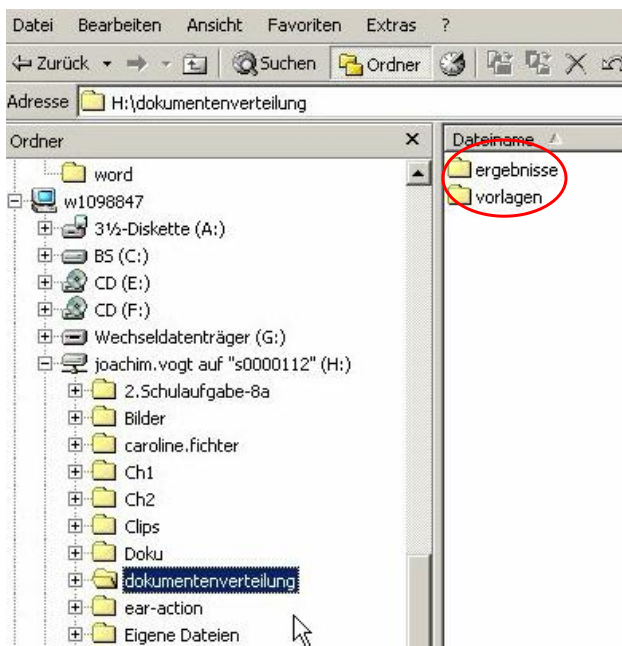 Datei Bearbeiten Ansicht Favoriten Extras ?
Zurück Suchen Ordner
Adresse H:\dokumentenverteilung
Ordner
word
w1098847
3½-Diskette (A:)
BS (C:)
CD (E:)
CD (F:)
Wechseldatenträger (G:)
joachim.vogt auf "s0000112" (H:)
2.Schulaufgabe-8a
Bilder
caroline.fichter
Ch1
Ch2
Clips
Doku
dokumentenverteilung
ear-action
Eigene Dateien
Dateiname
ergebnisse
vorlagen